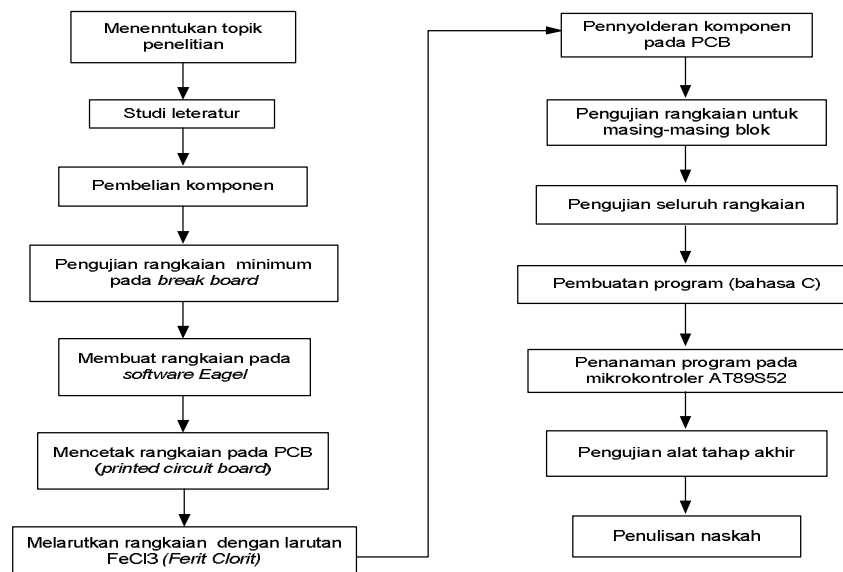 Menenntukan topik
penelitian
Studi leteratur
Pembelian komponen
Pengujian rangkaian minimum
pada break board
Membuat rangkaian pada
software Eagel
Mencetak rangkaian pada PCB
(printed circuit board)
Melarutkan rangkaian dengan larutan
FeCl3 (Ferit Clorit)
Pennyolderan komponen
pada PCB
Pengujian rangkaian untuk
masing-masing blok
Pengujian seluruh rangkaian
Pembuatan program (bahasa C)
Penanaman program pada
mikrokontroler AT89S52
Pengujian alat tahap akhir
Penulisan naskah